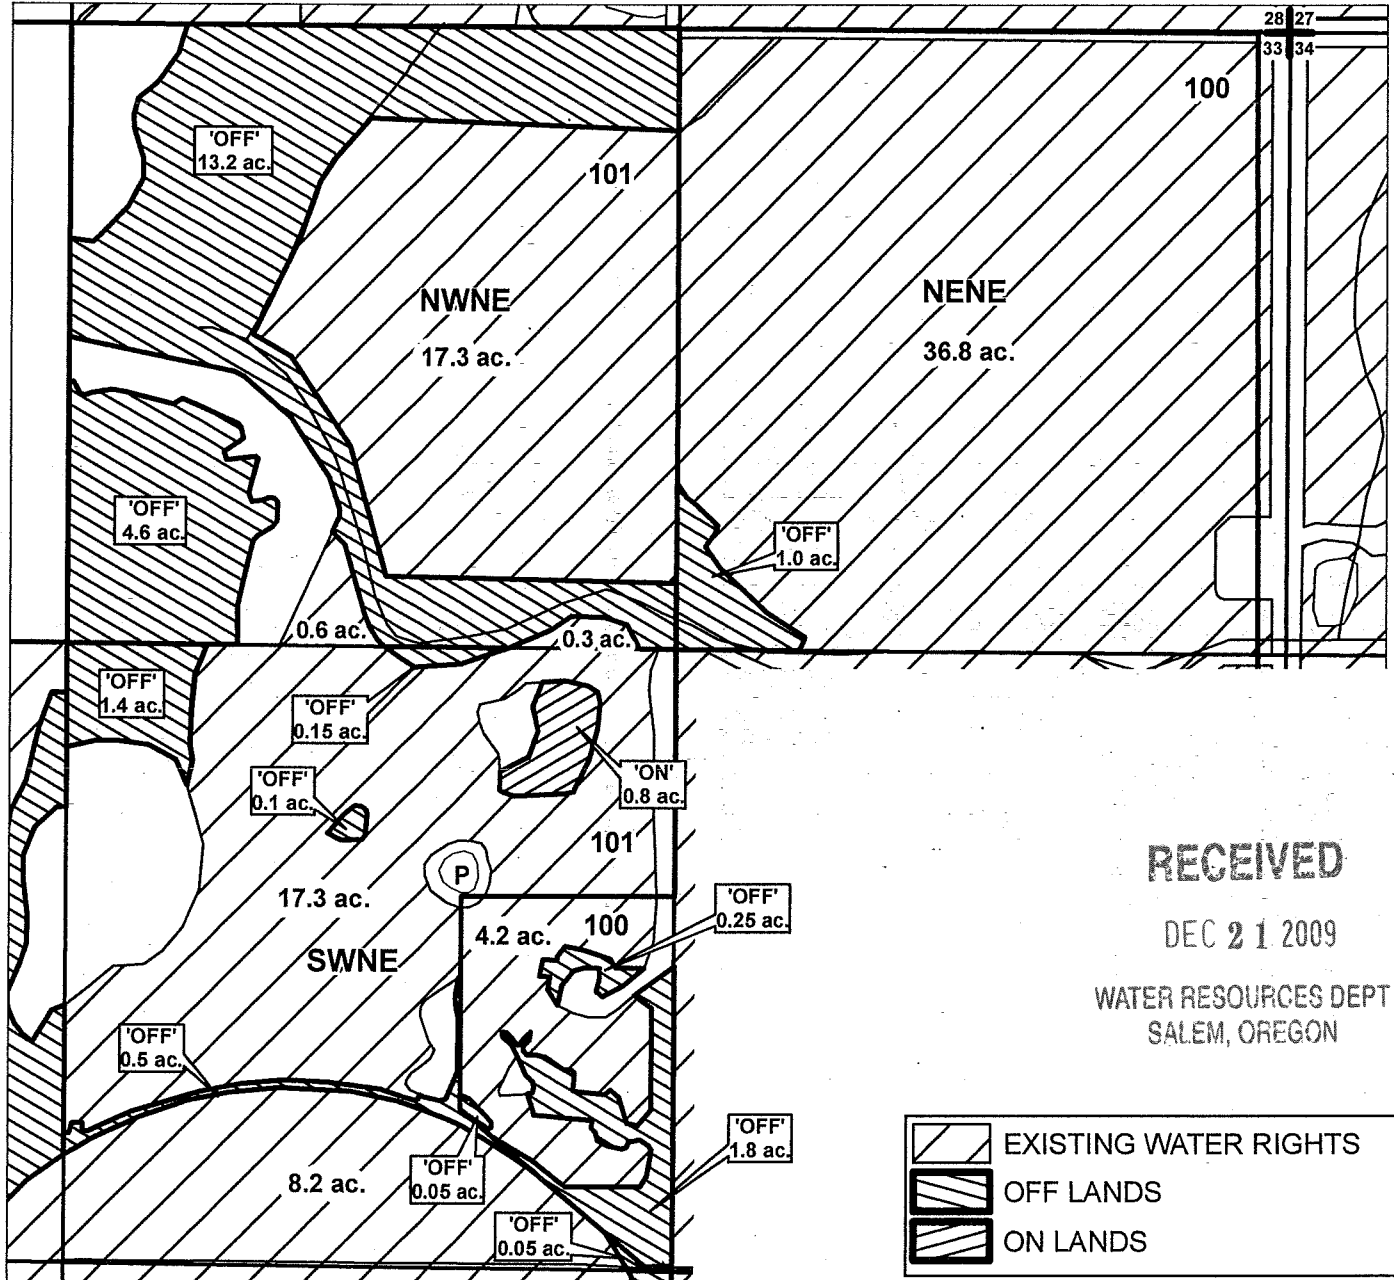 28 27
33 34
100
'OFF'
13.2 ac.
101
NWNE
17.3 ac.
NENE
36.8 ac.
'OFF'
4.6 ac.
'OFF'
1.0 ac.
0.6 ac.
0.3 ac.
'OFF'
1.4 ac.
'OFF'
0.15 ac.
'OFF'
0.1 ac.
'ON'
0.8 ac.
101
P
17.3 ac.
SWNE
4.2 ac.
100
'OFF'
0.25 ac.
RECEIVED
DEC 21 2009
WATER RESOURCES DEPT
SALEM, OREGON
'OFF'
0.5 ac.
8.2 ac.
'OFF'
0.05 ac.
'OFF'
1.8 ac.
'OFF'
0.05 ac.
EXISTING WATER RIGHTS
OFF LANDS
ON LANDS